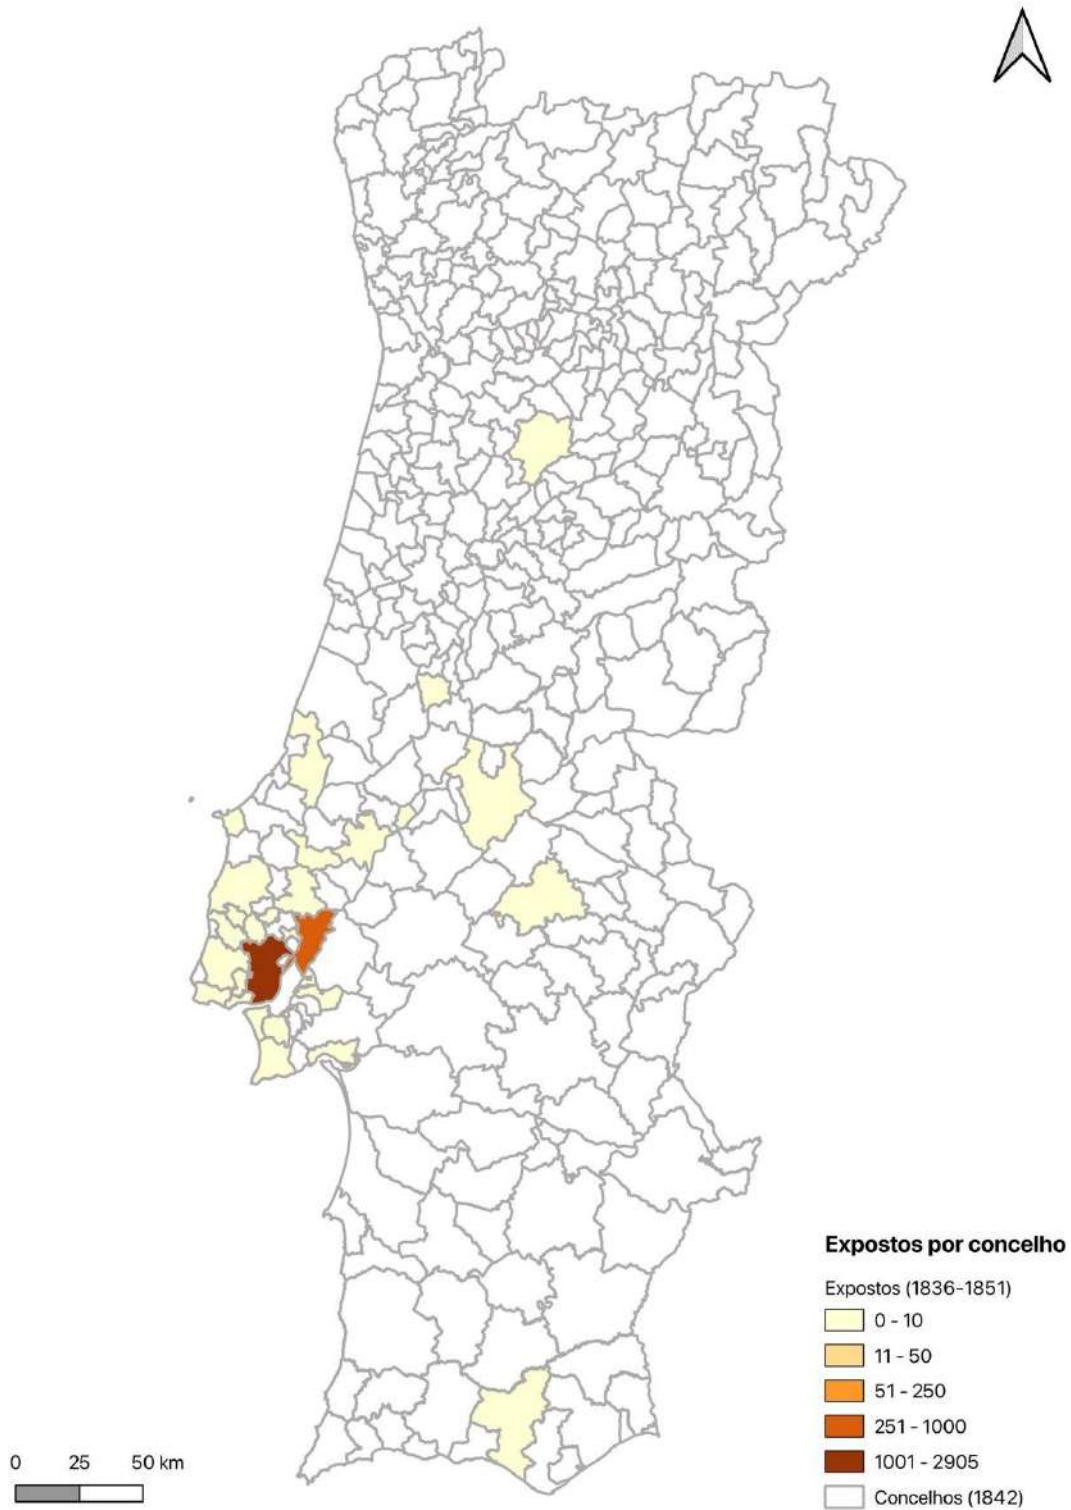 Expostos por concelho
Expostos (1836-1851)
0 - 10
11 - 50
51 - 250
251 - 1000
1001 - 2905
Concelhos (1842)
0 25 50 km